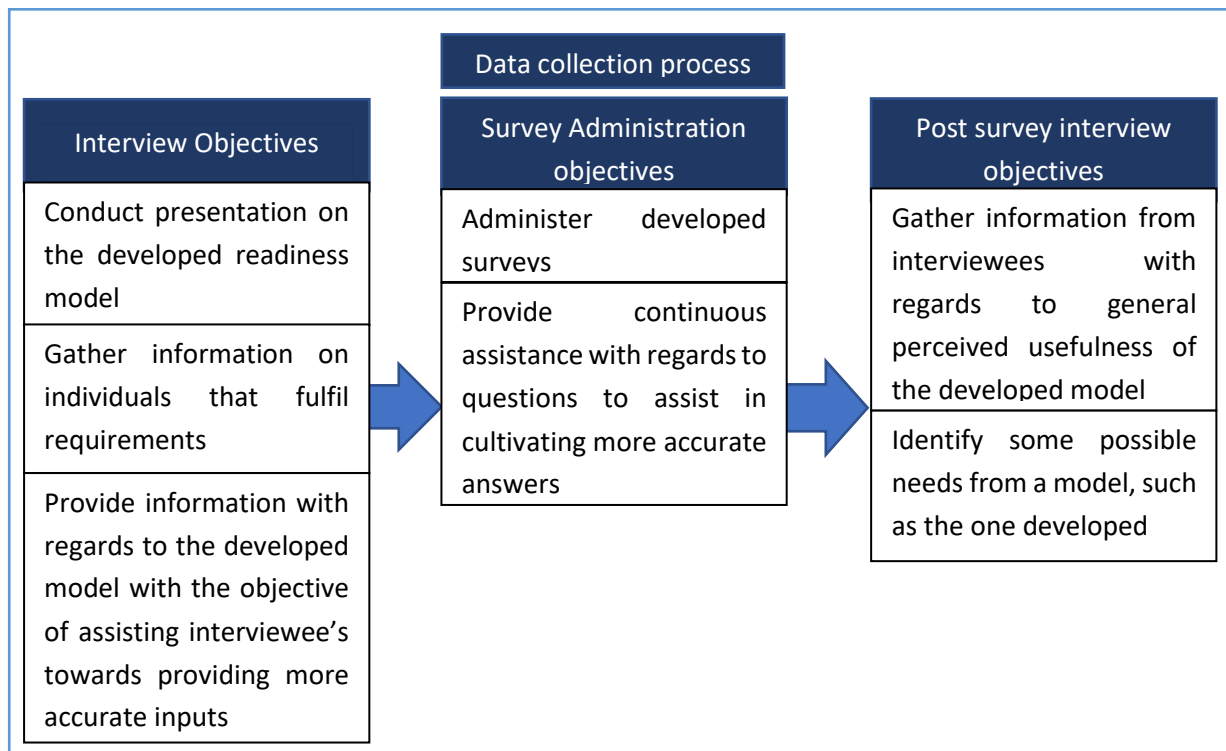 Data collection process
Interview Objectives
Conduct presentation on
the developed readiness
model
Gather information on
individuals that fulfil
requirements
Provide information with
regards to the developed
model with the objective
of assisting interviewee’s
towards providing more
accurate inputs
Survey Administration
objectives
Administer developed
surveys
Provide continuous
assistance with regards to
questions to assist in
cultivating more accurate
answers
Post survey interview
objectives
Gather information from
interviewees with
regards to general
perceived usefulness of
the developed model
Identify some possible
needs from a model, such
as the one developed